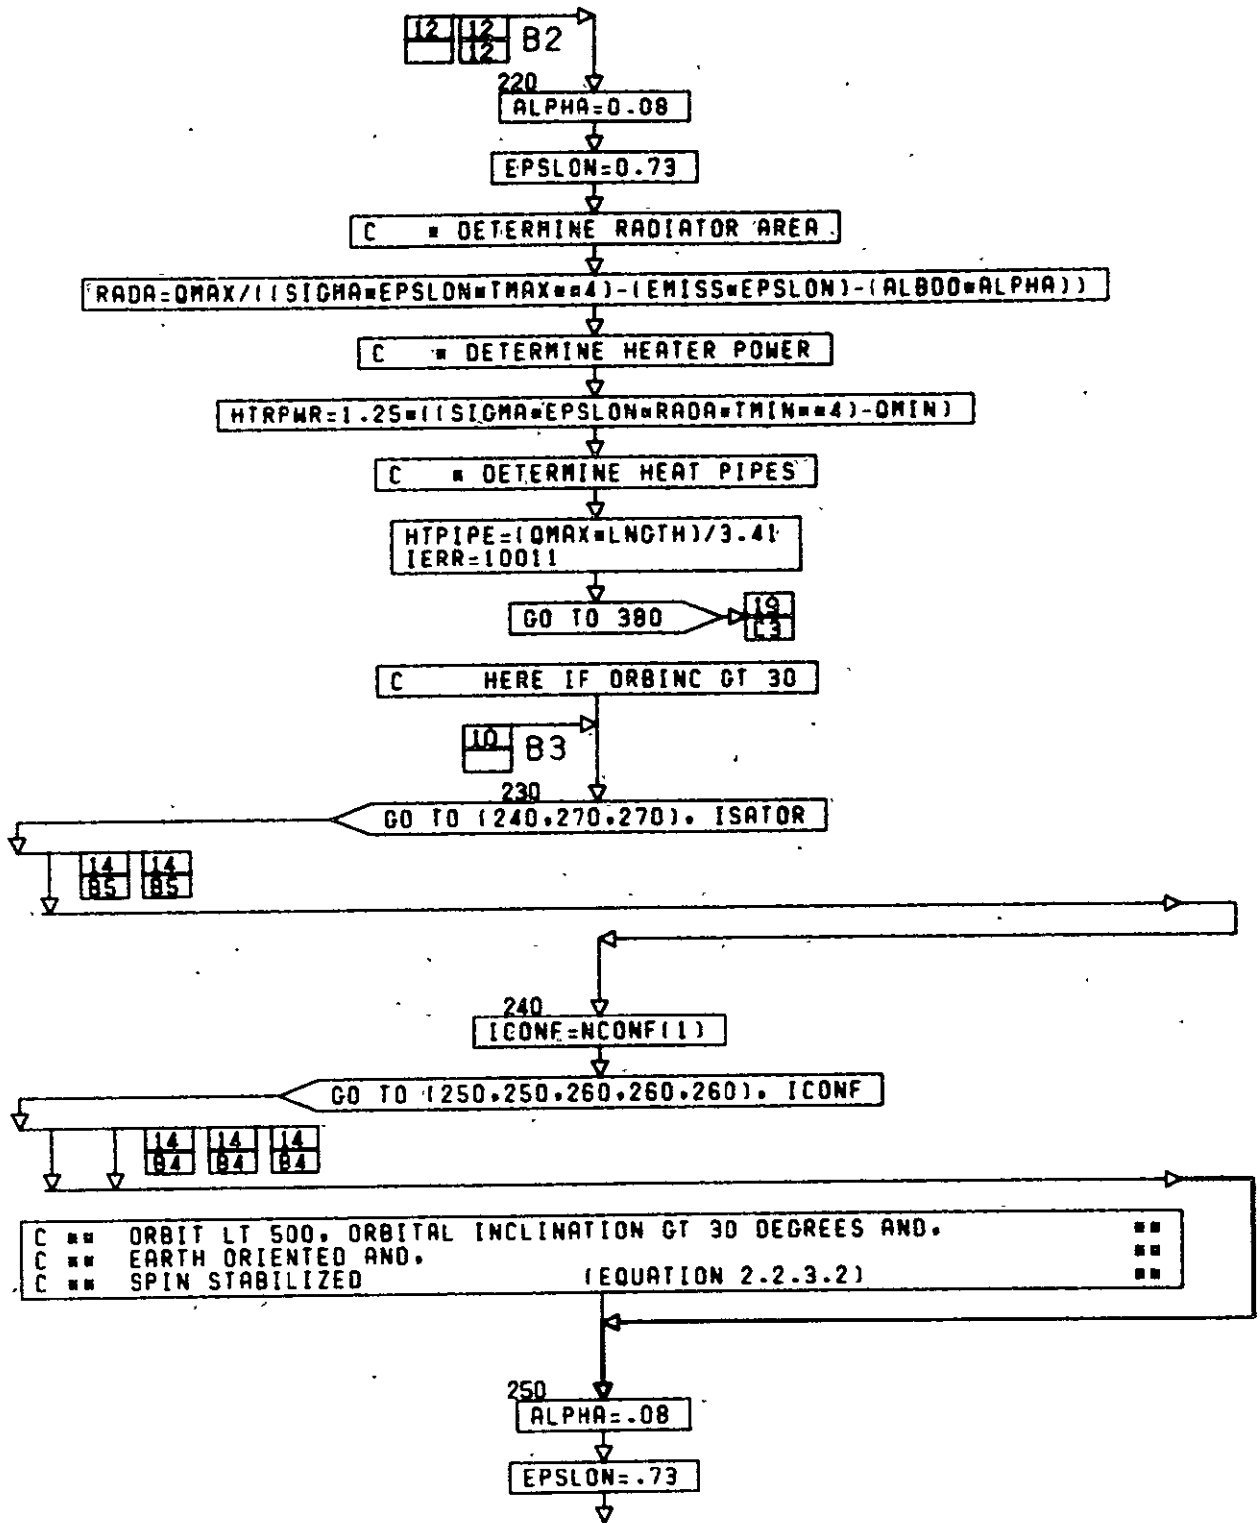 12 12 B2
12
220
ALPHA=0.08
EPSLON=0.73
C * DETERMINE RADIATOR AREA
RADA=QMAX/((SIGMA*EPSLON*TMAX**4)-(EMISS*EPSLON)-(ALBDO*ALPHA))
C * DETERMINE HEATER POWER
HTRPWR=1.25*((SIGMA*EPSLON*RADA*TMIN**4)-QMIN)
C * DETERMINE HEAT PIPES
HTPIPE=(QMAX*LNGTH)/3.41
IERR=10011
GO TO 380 19
C3
C HERE IF ORBINC GT 30
10 B3
230
GO TO (240,270,270), ISATOR
14 14
B5 B5
240
ICONF=NCONF(1)
GO TO (250,250,260,260,260), ICONF
14 14 14
B4 B4 B4
C ** ORBIT LT 500, ORBITAL INCLINATION GT 30 DEGREES AND, **
C ** EARTH ORIENTED AND, **
C ** SPIN STABILIZED (EQUATION 2.2.3.2) **
250
ALPHA=.08
EPSLON=.73